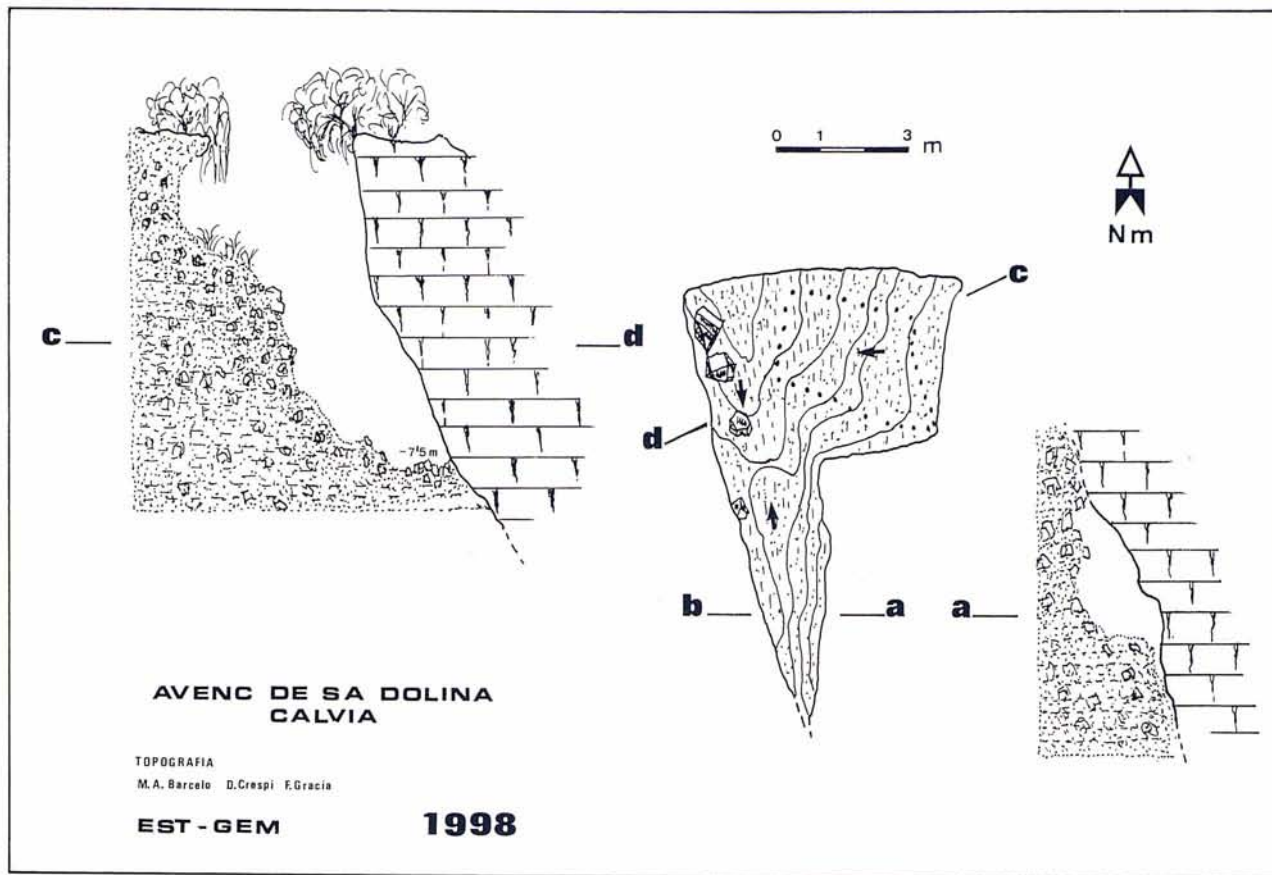 0 1 3 m
Nm
c
c
d
-7'5 m
d
b
a
a
AVENC DE SA DOLINA
CALVIA
TOPOGRAFIA
M.A. Barcelo D.Crespi F.Gracia
EST-GEM 1998